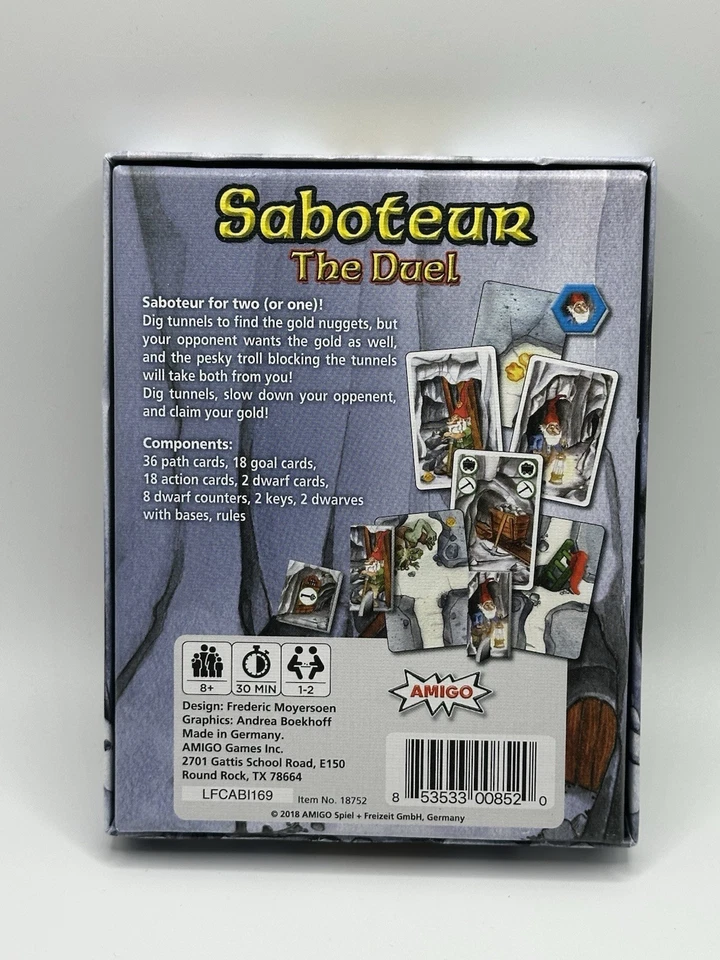 Saboteur
The Duel
Saboteur for two (or one)!
Dig tunnels to find the gold nuggets, but
your opponent wants the gold as well,
and the pesky troll blocking the tunnels
will take both from you!
Dig tunnels, slow down your oppenent,
and claim your gold!
Components:
36 path cards, 18 goal cards,
18 action cards, 2 dwarf cards,
8 dwarf counters, 2 keys, 2 dwarves
with bases, rules
8+
30 MIN
1-2
AMIGO
Design: Frederic Moyersoen
Graphics: Andrea Boekhoff
Made in Germany.
AMIGO Games Inc.
2701 Gattis School Road, E150
Round Rock, TX 78664
LFCABI169
Item No. 18752
8 53533 00852 0
© 2018 AMIGO Spiel + Freizeit GmbH, Germany